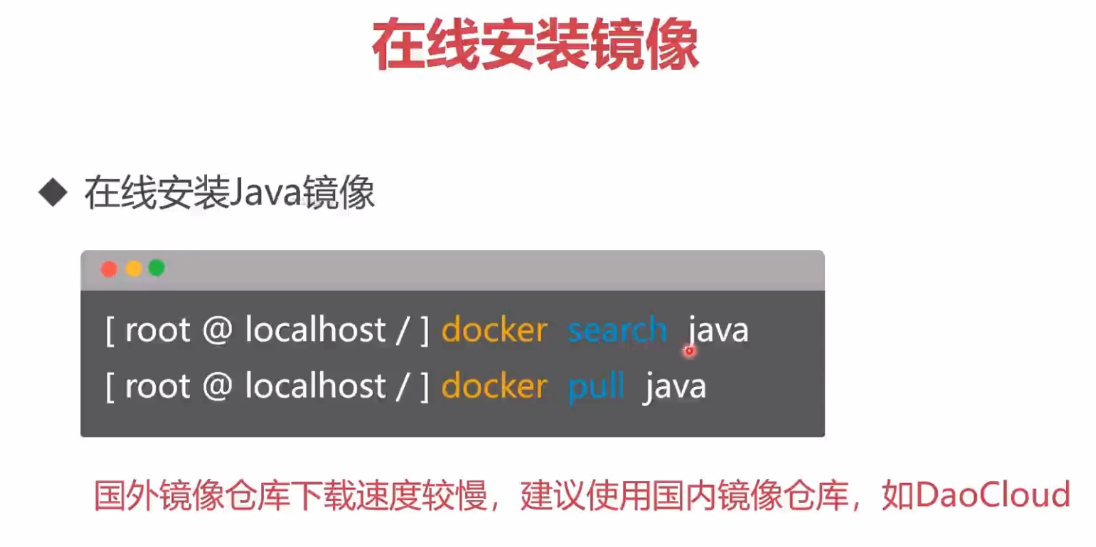 在线安装镜像
◆ 在线安装Java镜像
[ root @ localhost / ] docker search java
[ root @ localhost / ] docker pull java
国外镜像仓库下载速度较慢，建议使用国内镜像仓库，如DaoCloud